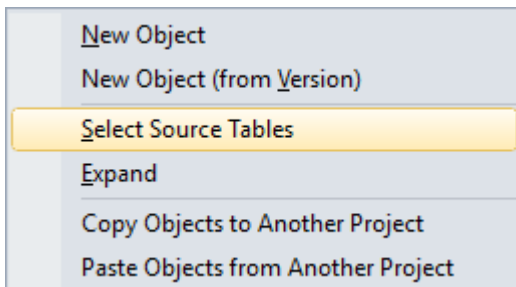 New Object
New Object (from Version)
Select Source Tables
Expand
Copy Objects to Another Project
Paste Objects from Another Project